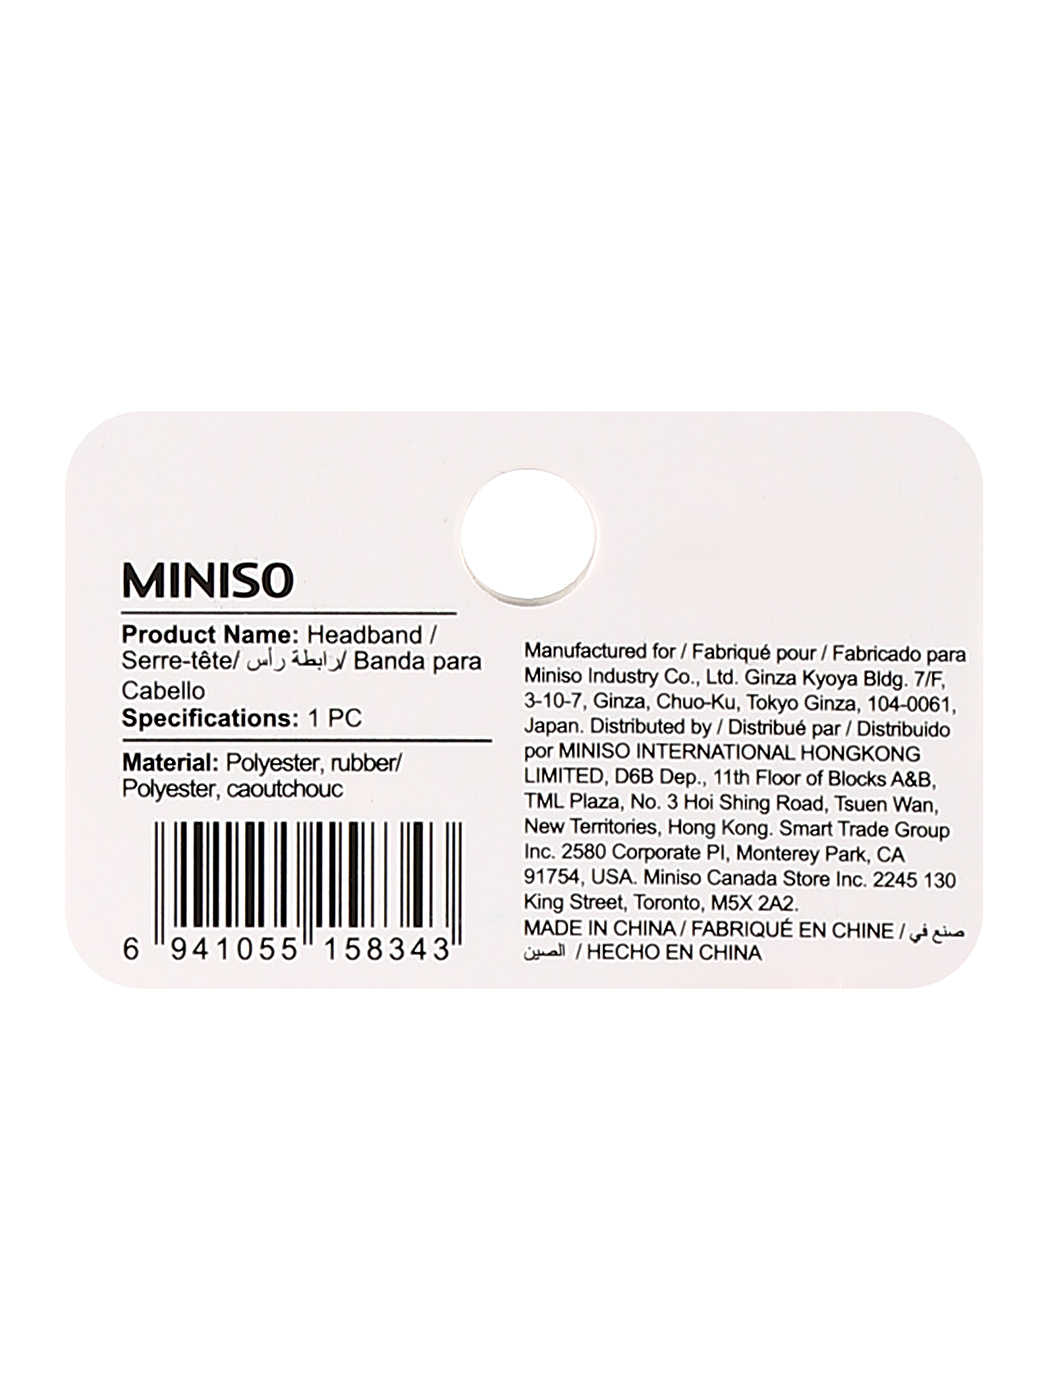 MINISO
Product Name: Headband /
Serre-tête/ رابطة رأس/ Banda para
Cabello
Specifications: 1 PC
Material: Polyester, rubber/
Polyester, caoutchouc
6 941055 158343
Manufactured for / Fabriqué pour / Fabricado para
Miniso Industry Co., Ltd. Ginza Kyoya Bldg. 7/F,
3-10-7, Ginza, Chuo-Ku, Tokyo Ginza, 104-0061,
Japan. Distributed by / Distribué par / Distribuido
por MINISO INTERNATIONAL HONGKONG
LIMITED, D6B Dep., 11th Floor of Blocks A&B,
TML Plaza, No. 3 Hoi Shing Road, Tsuen Wan,
New Territories, Hong Kong. Smart Trade Group
Inc. 2580 Corporate Pl, Monterey Park, CA
91754, USA. Miniso Canada Store Inc. 2245 130
King Street, Toronto, M5X 2A2.
MADE IN CHINA / FABRIQUÉ EN CHINE / صنع في
الصين / HECHO EN CHINA